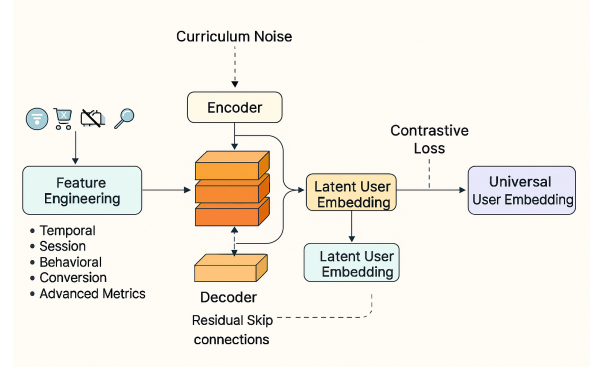 Curriculum Noise
Encoder
Contrastive
Loss
Feature
Engineering
Latent User
Embedding
Universal
User Embedding
• Temporal
• Session
• Behavioral
• Conversion
• Advanced Metrics
Latent User
Embedding
Decoder
Residual Skip
connections